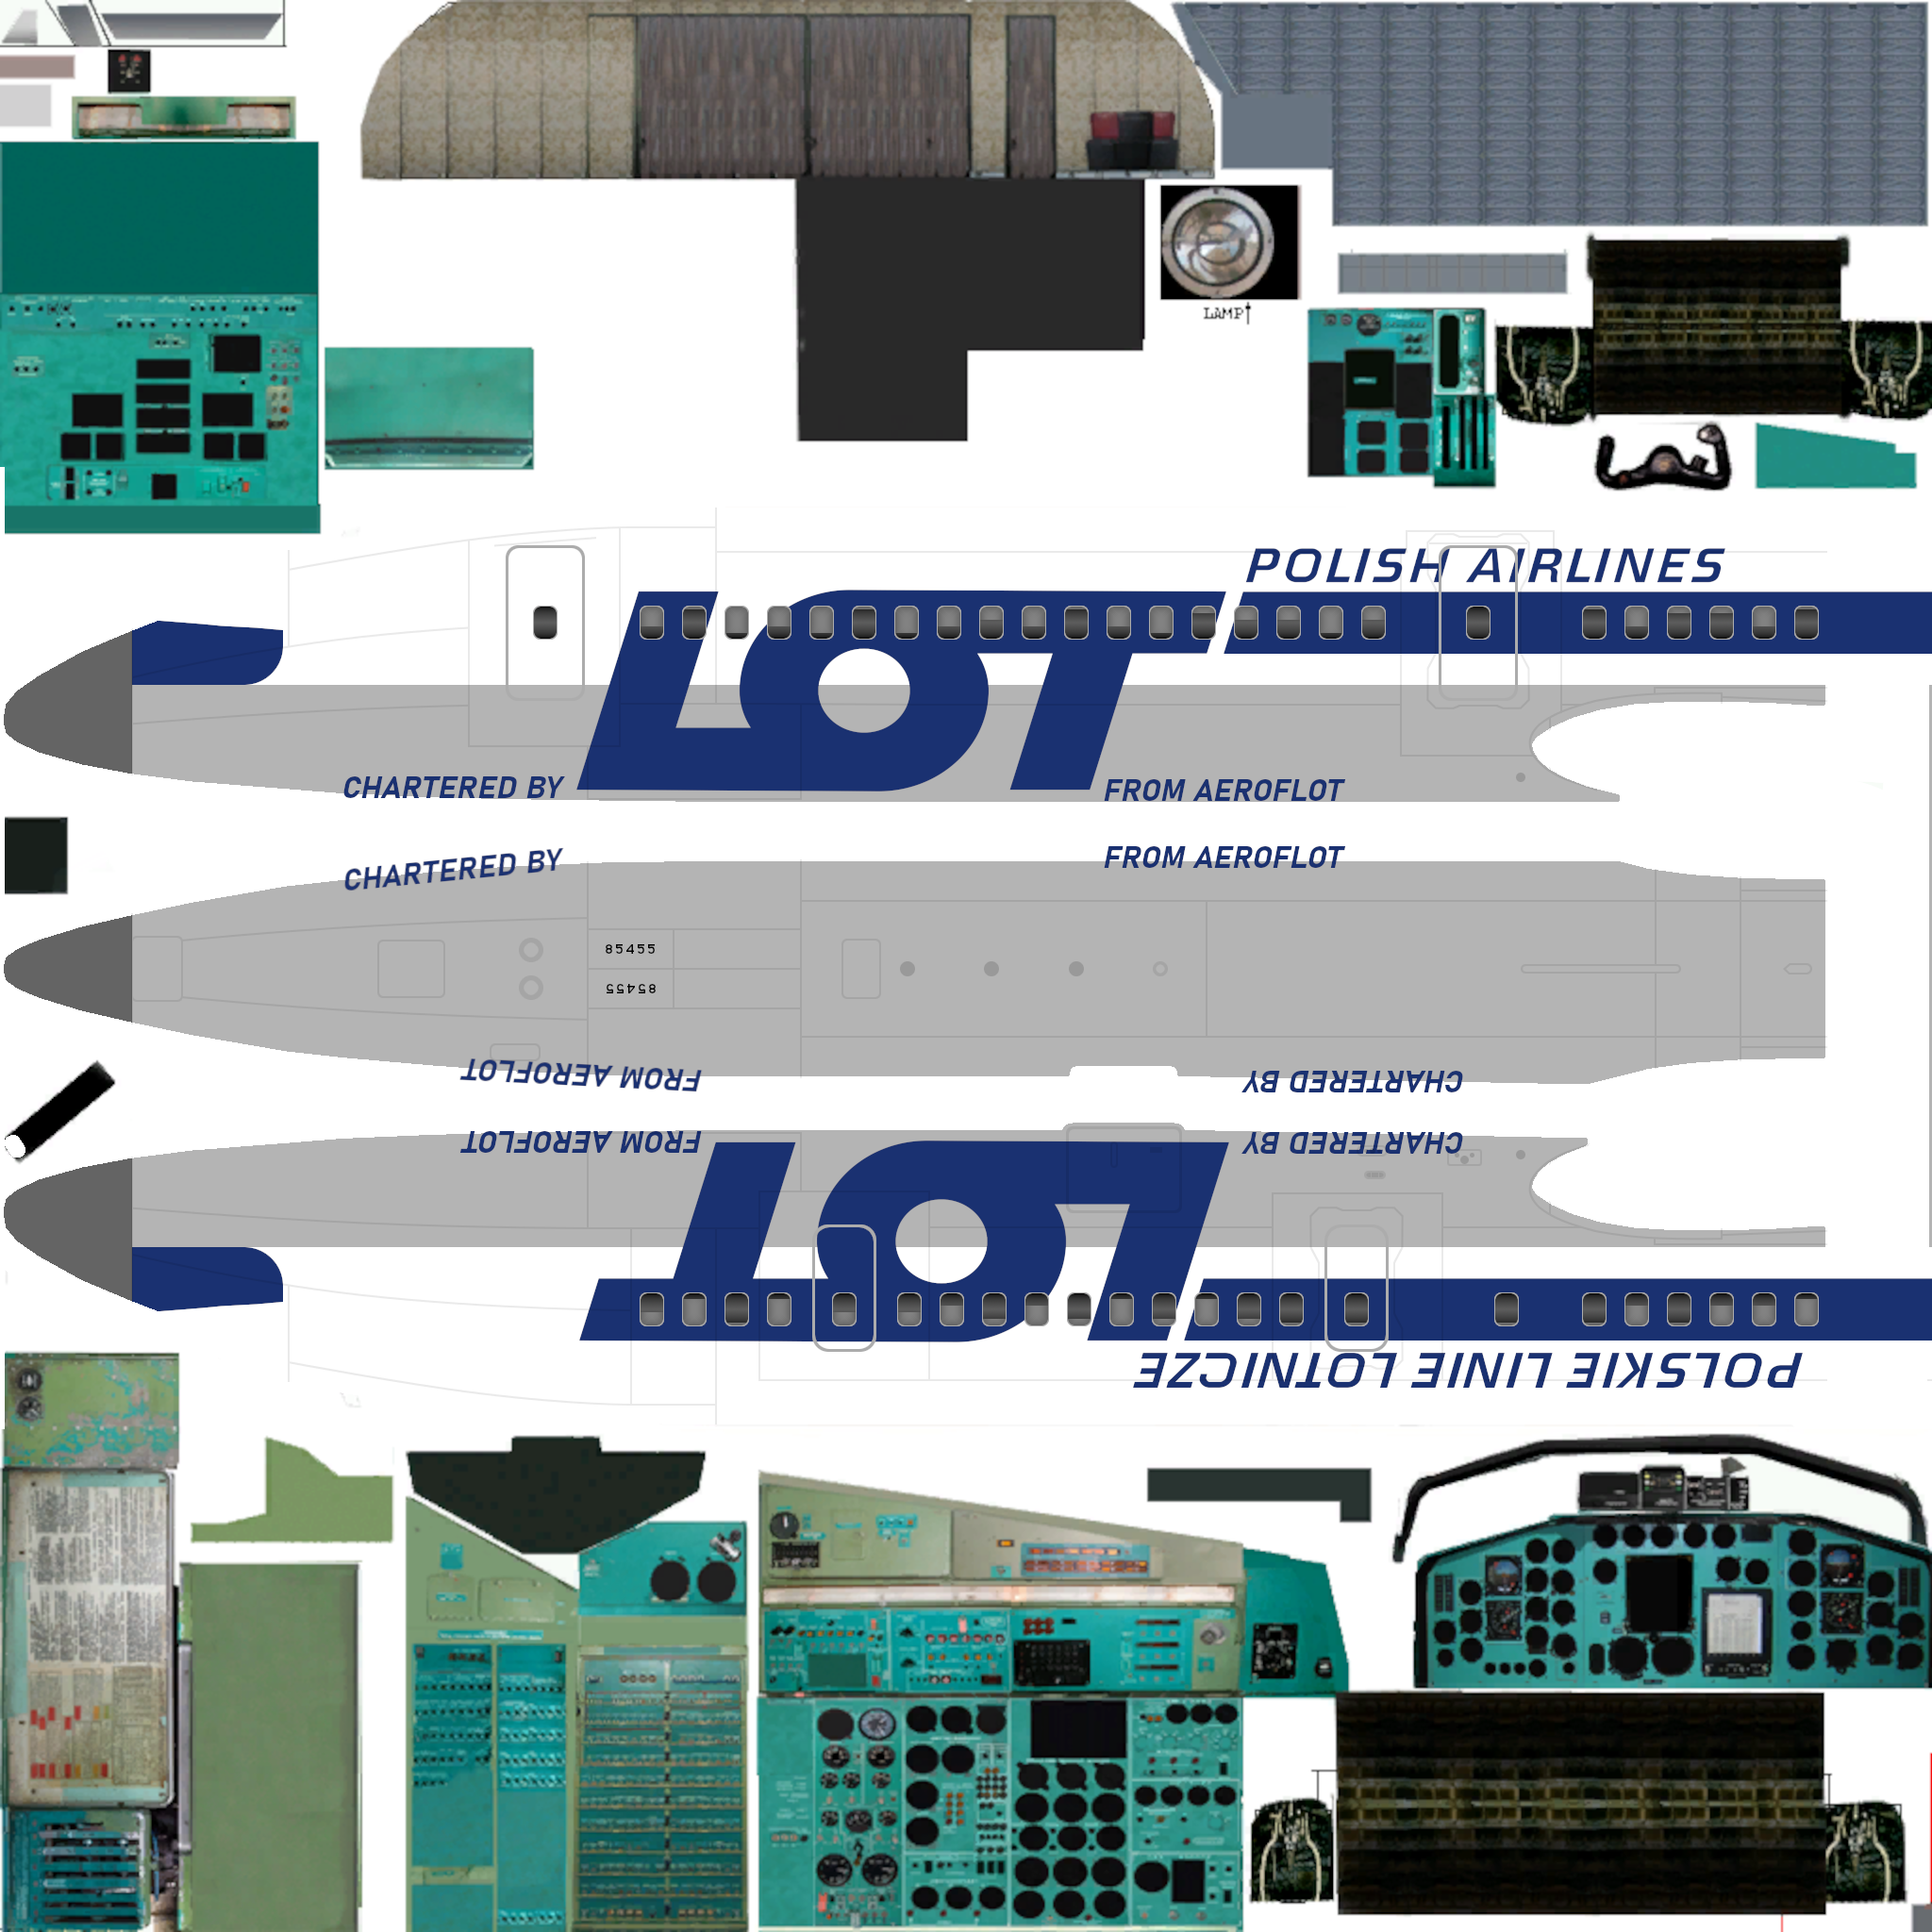 LAMP
POLISH AIRLINES
LOT
CHARTERED BY
FROM AEROFLOT
CHARTERED BY
FROM AEROFLOT
85455
85455
FROM AEROFLOT
CHARTERED BY
FROM AEROFLOT
CHARTERED BY
LOT
POLSKIE LINIE LOTNICZE